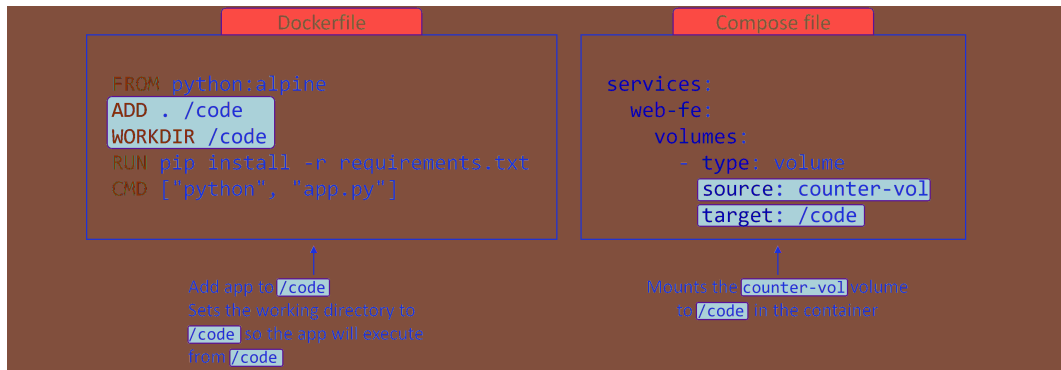 Dockerfile
FROM python:alpine
ADD . /code
WORKDIR /code
RUN pip install -r requirements.txt
CMD ["python", "app.py"]
Add app to /code
Sets the working directory to
/code so the app will execute
from /code
Compose file
services:
web-fe:
volumes:
- type: volume
source: counter-vol
target: /code
Mounts the counter-vol volume
to /code in the container